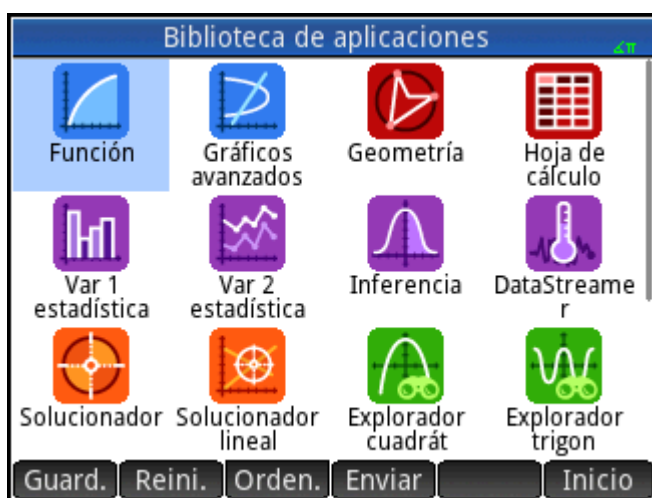 Biblioteca de aplicaciones
∡π
Función
Gráficos
avanzados
Geometría
Hoja de
cálculo
Var 1
estadística
Var 2
estadística
Inferencia
DataStreame
r
Solucionador
Solucionador
lineal
Explorador
cuadrát
Explorador
trigon
Guard.
Reini.
Orden.
Enviar
Inicio